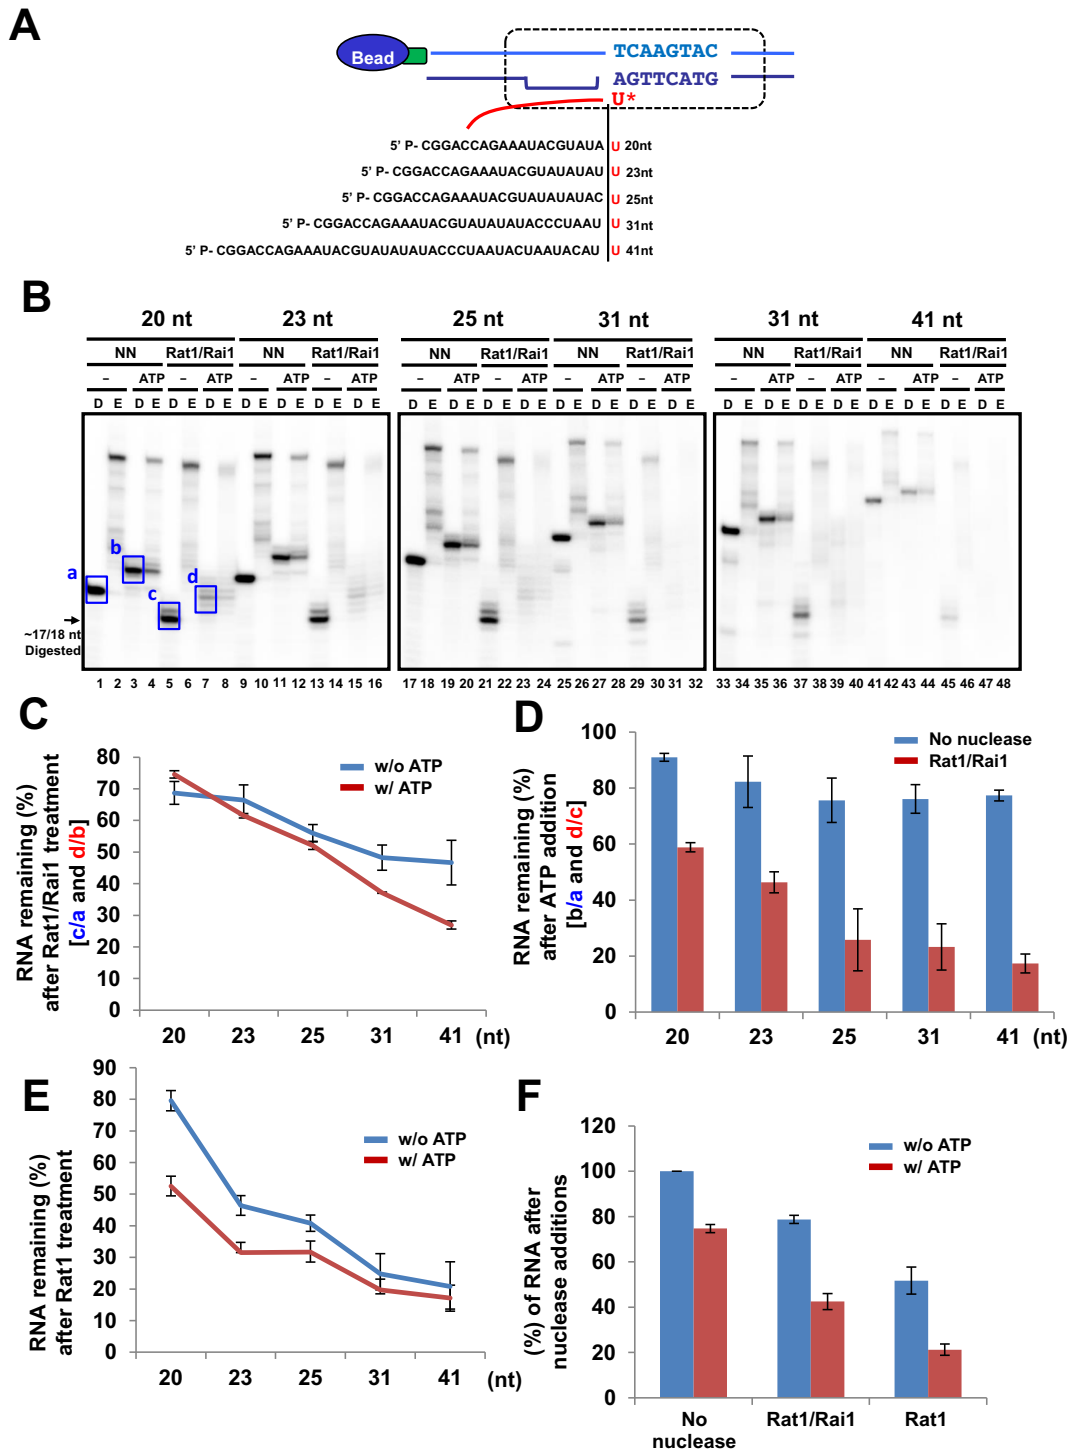 A
Bead
TCAAGTAC
AGTTCATG
U*
5' P- CGGACCAGAAAUACGUAUA U 20nt
5' P- CGGACCAGAAAUACGUAUAUAU U 23nt
5' P- CGGACCAGAAAUACGUAUAUAUAC U 25nt
5' P- CGGACCAGAAAUACGUAUAUAUACCCUAAU U 31nt
5' P- CGGACCAGAAAUACGUAUAUAUACCCUAAUACUAAUACAU U 41nt
B
20 nt 23 nt 25 nt 31 nt 31 nt 41 nt
NN Rat1/Rai1 NN Rat1/Rai1 NN Rat1/Rai1 NN Rat1/Rai1 NN Rat1/Rai1 NN Rat1/Rai1
- ATP - ATP - ATP - ATP - ATP - ATP - ATP - ATP - ATP - ATP - ATP - ATP
D E D E D E D E D E D E D E D E D E D E D E D E D E D E D E D E D E D E D E D E D E D E D E D E
a
b
c
d
~17/18 nt
Digested
1 2 3 4 5 6 7 8 9 10 11 12 13 14 15 16 17 18 19 20 21 22 23 24 25 26 27 28 29 30 31 32 33 34 35 36 37 38 39 40 41 42 43 44 45 46 47 48
C
RNA remaining (%)
after Rat1/Rai1 treatment
[c/a and d/b]
80
70
60
50
40
30
20
10
0
w/o ATP
w/ ATP
20 23 25 31 41 (nt)
D
RNA remaining (%)
after ATP addition
[b/a and d/c]
100
80
60
40
20
0
No nuclease
Rat1/Rai1
20 23 25 31 41 (nt)
E
RNA remaining (%)
after Rat1 treatment
90
80
70
60
50
40
30
20
10
0
w/o ATP
w/ ATP
20 23 25 31 41 (nt)
F
(%) of RNA after
nuclease additions
120
100
80
60
40
20
0
w/o ATP
w/ ATP
No Rat1/Rai1 Rat1
nuclease